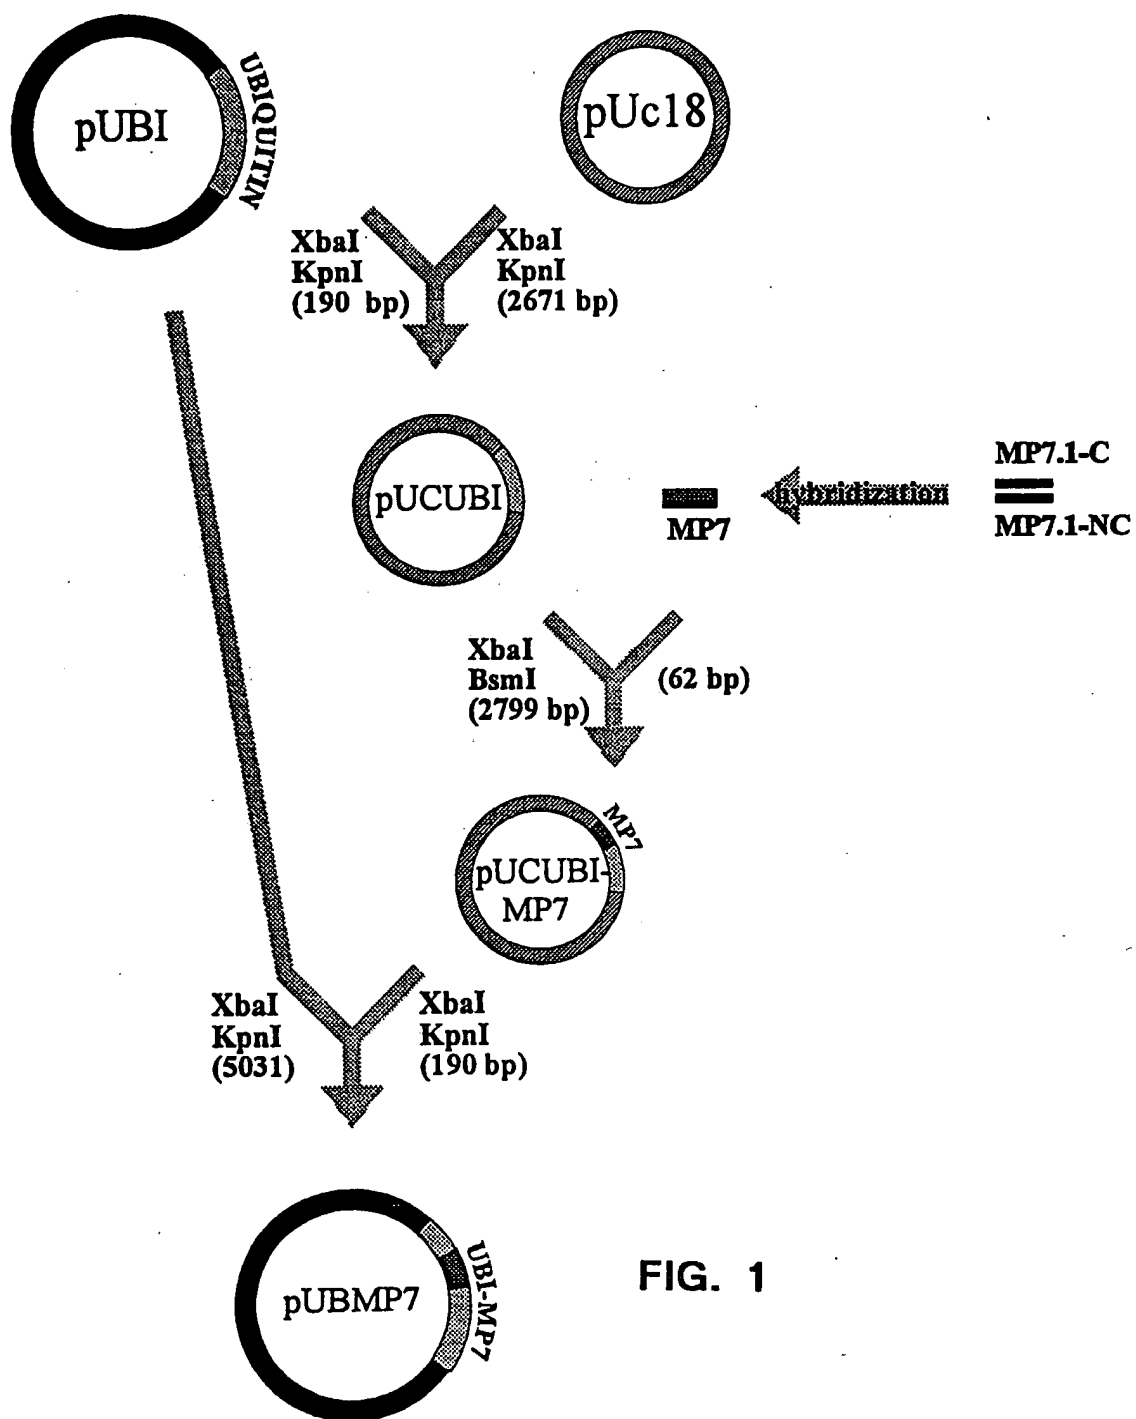 pUBI
UBIQUITIN
pUc18
XbaI
KpnI
(190 bp)
XbaI
KpnI
(2671 bp)
pUCUBI
MP7
hybridization
MP7.1-C
MP7.1-NC
XbaI
BsmI
(2799 bp)
(62 bp)
MP7
pUCUBI-
MP7
XbaI
KpnI
(5031)
XbaI
KpnI
(190 bp)
pUBMP7
UBI-MP7
FIG. 1